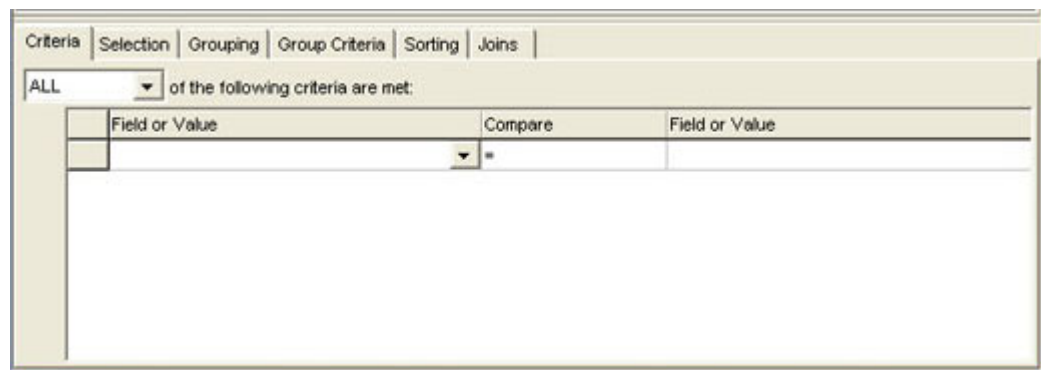 Criteria Selection Grouping Group Criteria Sorting Joins
ALL of the following criteria are met:
Field or Value Compare Field or Value
=